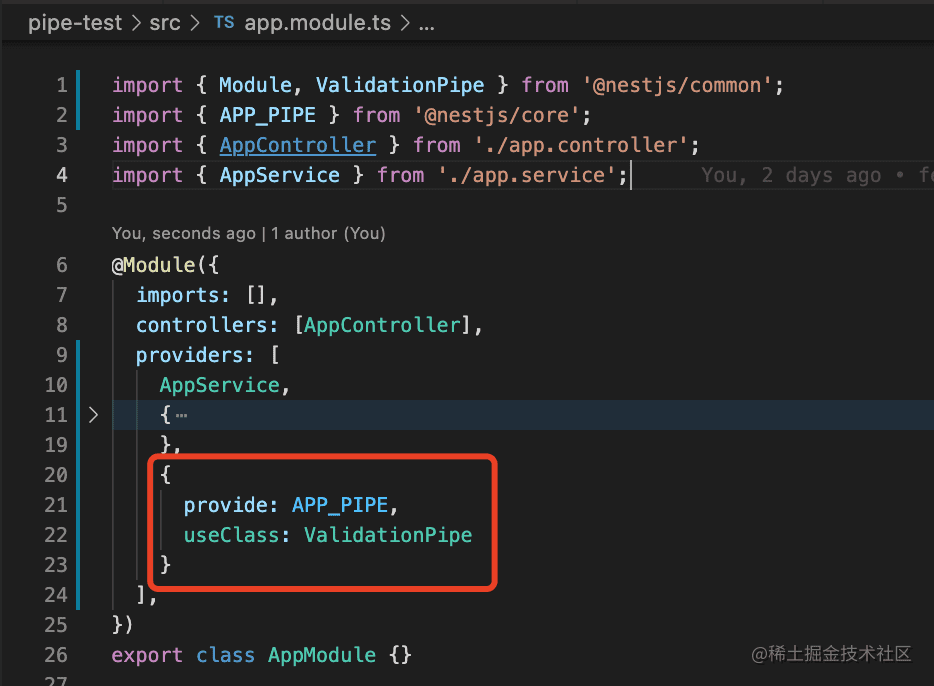 pipe-test > src > TS app.module.ts > ...
1 import { Module, ValidationPipe } from '@nestjs/common';
2 import { APP_PIPE } from '@nestjs/core';
3 import { AppController } from './app.controller';
4 import { AppService } from './app.service'; You, 2 days ago •
5
You, seconds ago | 1 author (You)
6 @Module({
7 imports: [],
8 controllers: [AppController],
9 providers: [
10 AppService,
11 > { ⋯
19 },
20 {
21 provide: APP_PIPE,
22 useClass: ValidationPipe
23 }
24 ],
25 })
26 export class AppModule {}
27
@稀土掘金技术社区